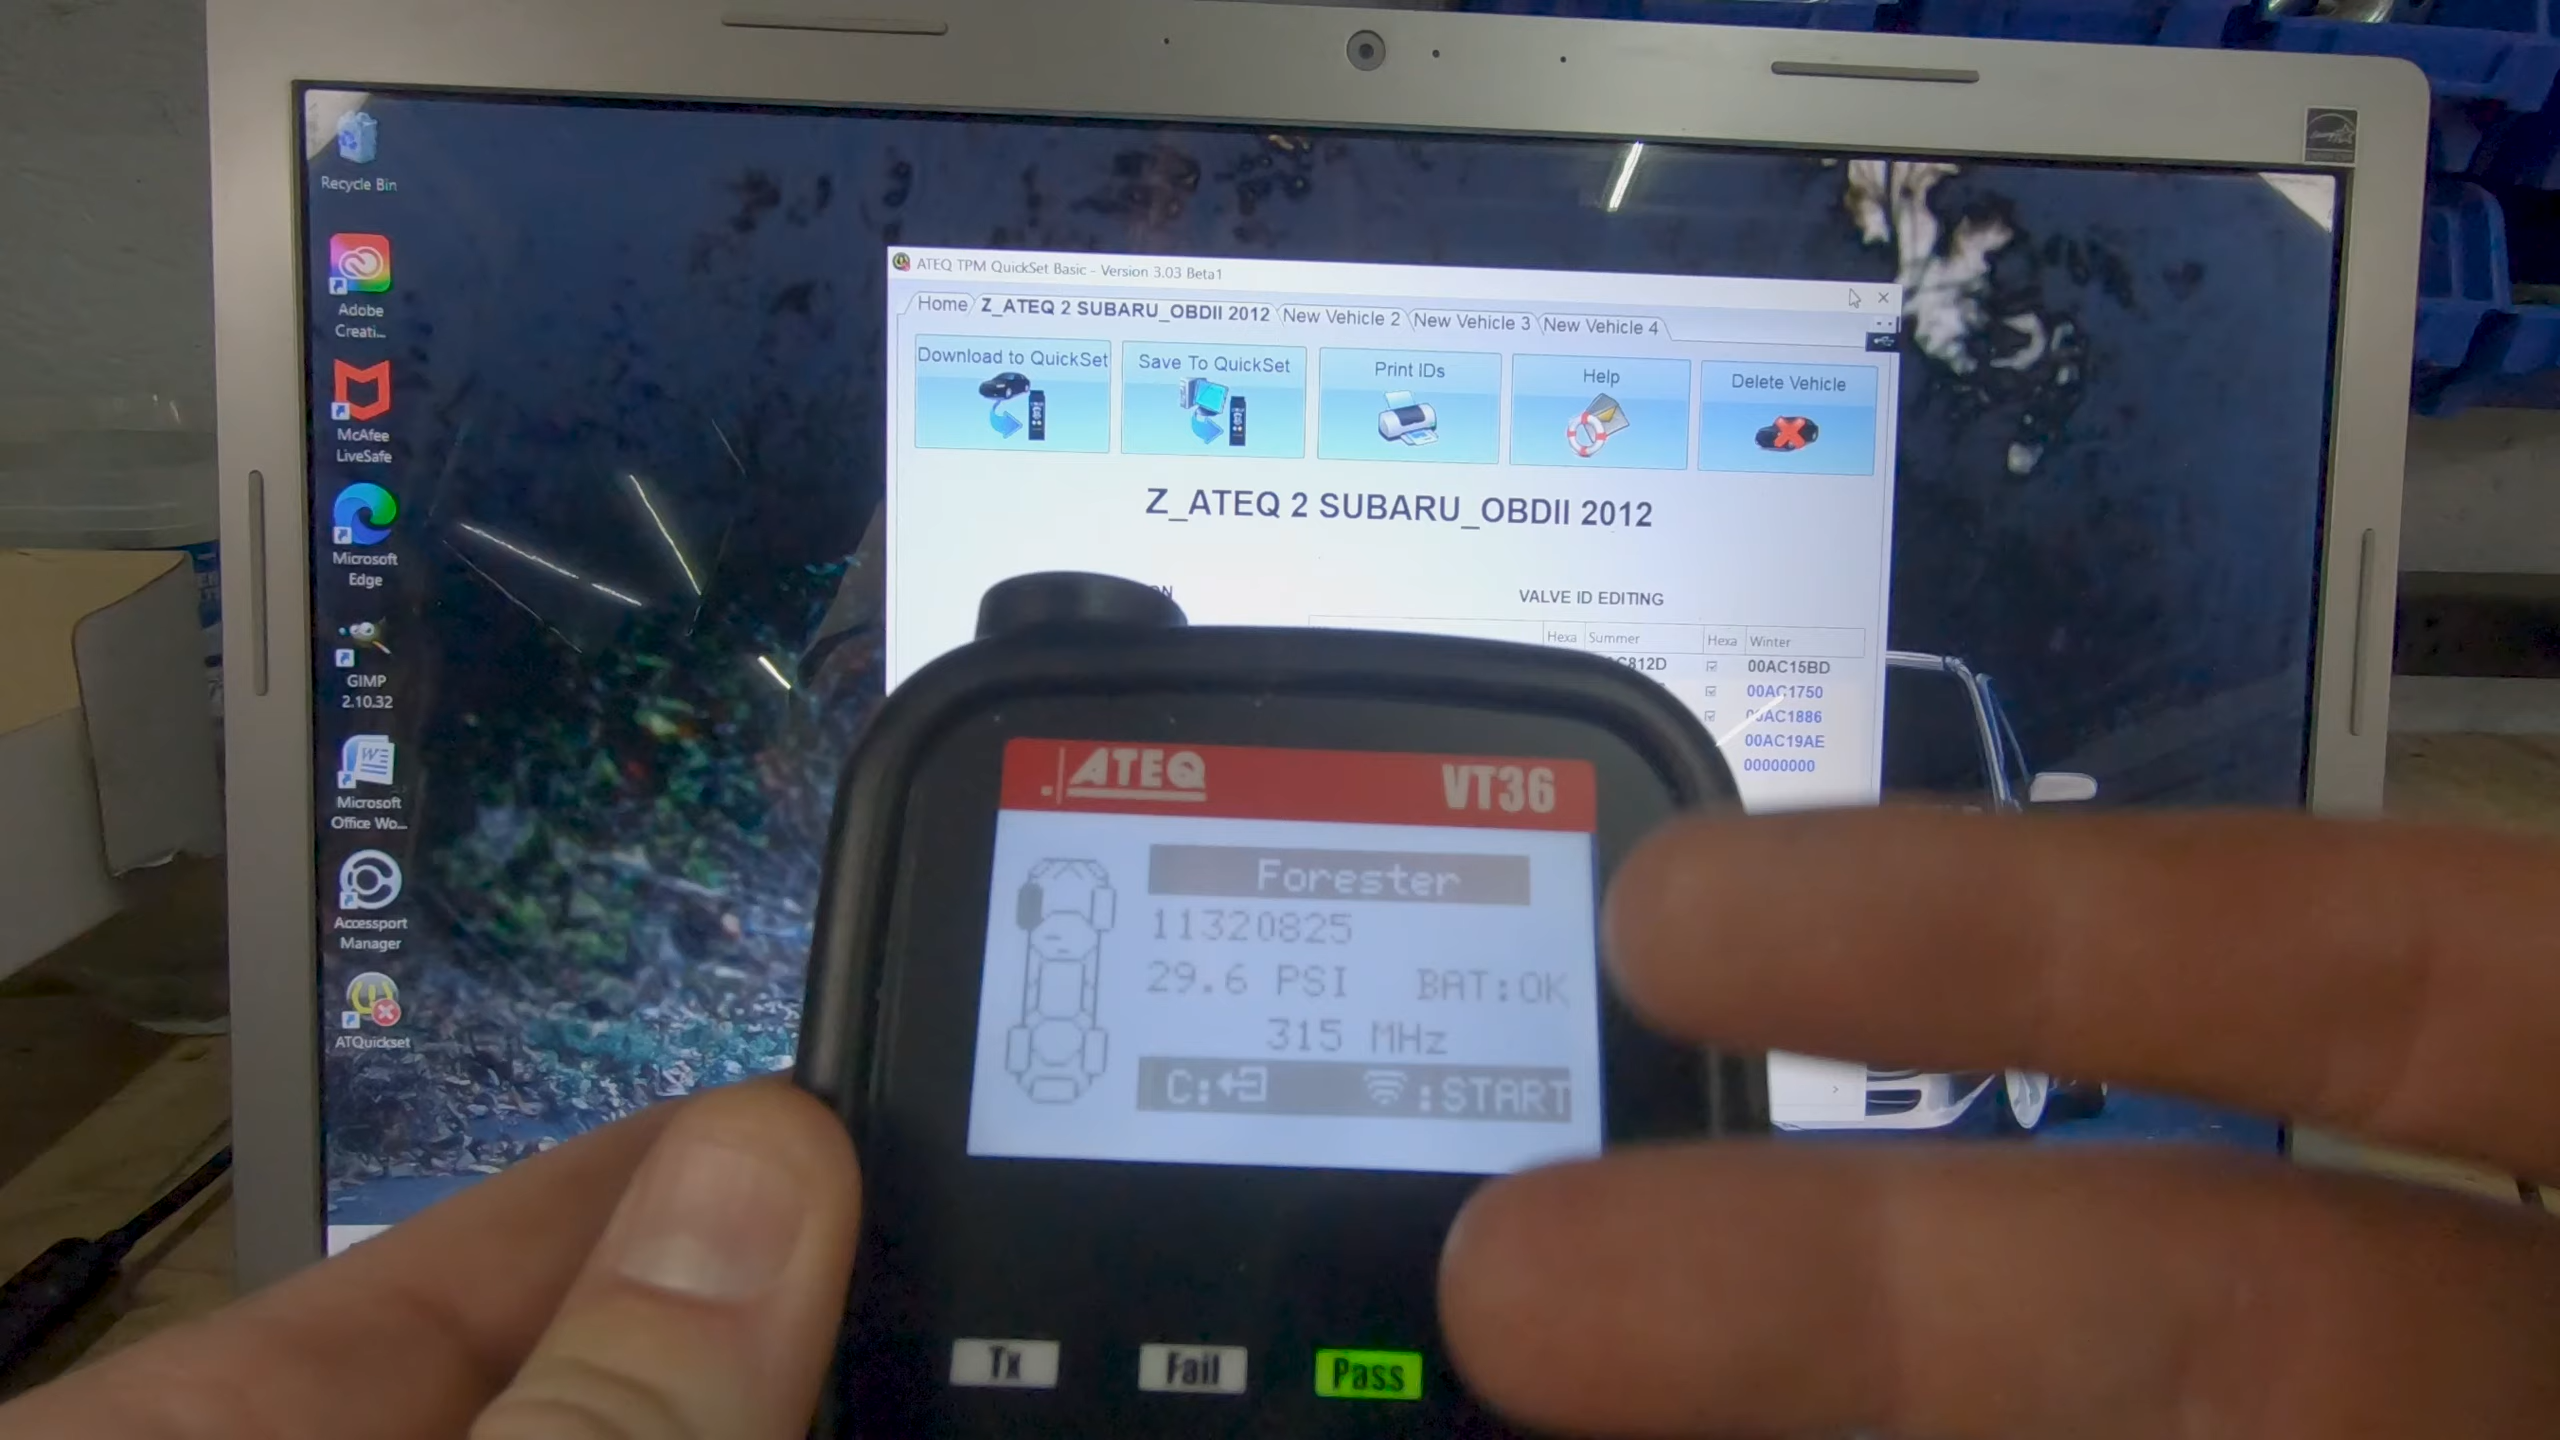 Recycle Bin
Adobe
Creati...
McAfee
LiveSafe
Microsoft
Edge
GIMP
2.10.32
Microsoft
Office Wo...
Accessport
Manager
ATQuickset
ATEQ TPM QuickSet Basic - Version 3.03 Beta1
Home Z_ATEQ 2 SUBARU_OBDII 2012 New Vehicle 2 New Vehicle 3 New Vehicle 4
Download to QuickSet Save To QuickSet Print IDs Help Delete Vehicle
Z_ATEQ 2 SUBARU_OBDII 2012
VALVE ID EDITING
Hexa Summer Hexa Winter
C812D 00AC15BD
00AC1750
00AC1886
00AC19AE
00000000
ATEQ VT36
Forester
11320825
29.6 PSI BAT:OK
315 MHz
C: :START
Tx Fail Pass